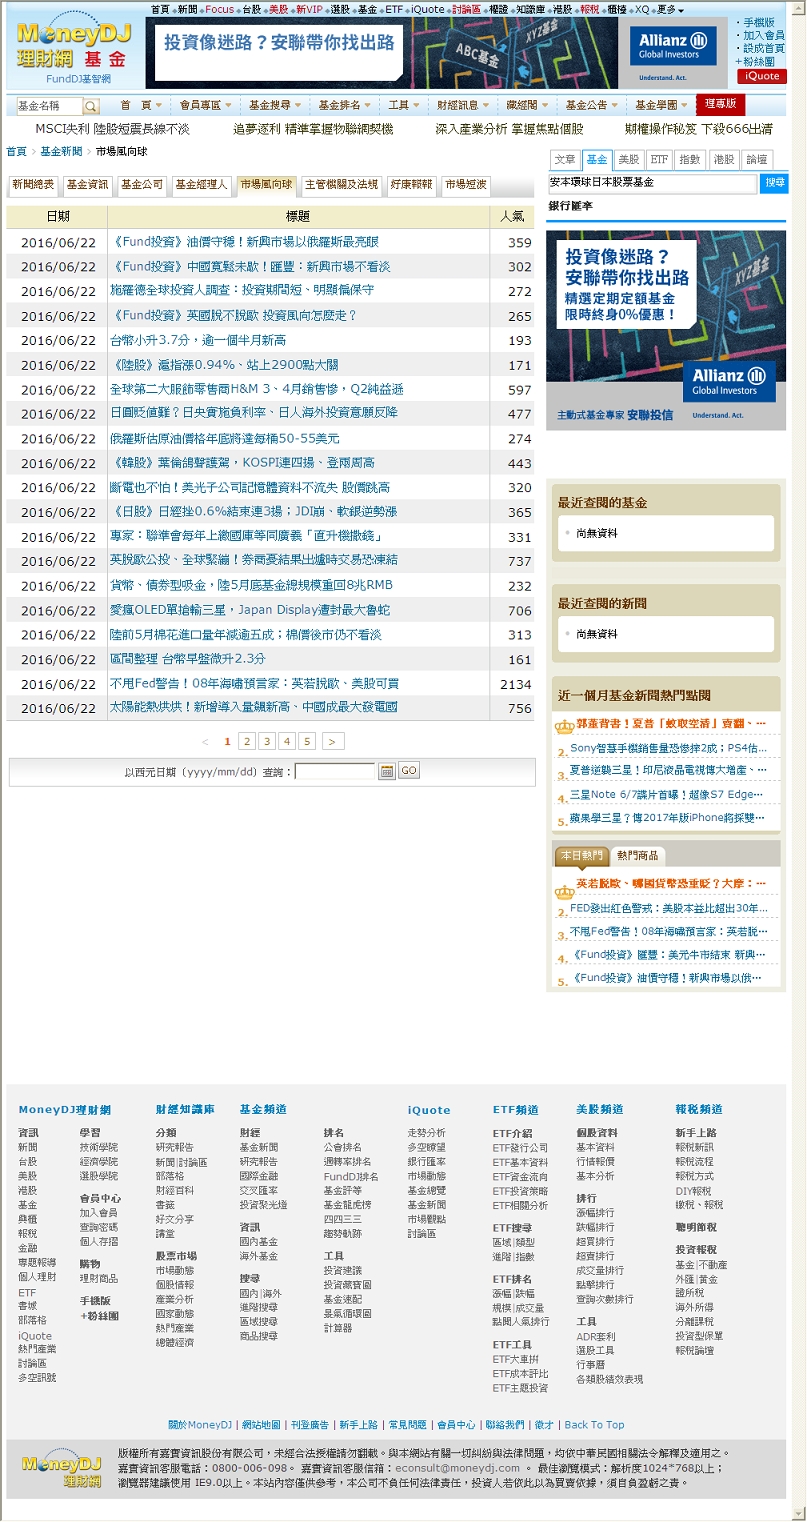 首頁 新聞 Focus 台股 美股 新VIP 選股 基金 ETF iQuote 討論區 權證 知識庫 港股 報稅 櫃檯 XQ 更多
MoneyDJ
理財網 基金
FundDJ基智網
投資像迷路？安聯帶你找出路
ABC基金
XYZ基金
Allianz
Global Investors
Understand. Act.
手機版
加入會員
設成首頁
+粉絲團
iQuote
基金名稱
首 頁 會員專區 基金搜尋 基金排名 工具 財經訊息 藏經閣 基金公告 基金學園 理專版
MSCI失利 陸股短震長線不淡 追夢逐利 精準掌握物聯網契機 深入產業分析 掌握焦點個股 期權操作秘笈 下殺666出清
首頁 > 基金新聞 > 市場風向球
文章 基金 美股 ETF 指數 港股 論壇
安本環球日本股票基金 搜尋
銀行匯率
新聞總表 基金資訊 基金公司 基金經理人 市場風向球 主管機關及法規 好康報報 市場短波
日期 標題 人氣
2016/06/22 《Fund投資》油價守穩！新興市場以俄羅斯最亮眼 359
2016/06/22 《Fund投資》中國寬鬆未歇！匯豐：新興市場不看淡 302
2016/06/22 施羅德全球投資人調查：投資期間短、明顯偏保守 272
2016/06/22 《Fund投資》英國脫不脫歐 投資風向怎麼走？ 265
2016/06/22 台幣小升3.7分，逾一個半月新高 193
2016/06/22 《陸股》滬指漲0.94%、站上2900點大關 171
2016/06/22 全球第二大服飾零售商H&M 3、4月銷售慘，Q2純益遜 597
2016/06/22 日圓貶值難？日央實施負利率、日人海外投資意願反降 477
2016/06/22 俄羅斯估原油價格年底將達每桶50-55美元 274
2016/06/22 《韓股》葉倫鴿聲護駕，KOSPI連四揚、登兩周高 443
2016/06/22 斷電也不怕！美光子公司記憶體資料不流失 股價跳高 320
2016/06/22 《日股》日經挫0.6%結束連3揚；JDI崩、軟銀逆勢漲 365
2016/06/22 專家：聯準會每年上繳國庫等同廣義「直升機撒錢」 331
2016/06/22 英脫歐公投、全球緊繃！券商憂結果出爐時交易恐凍結 737
2016/06/22 貨幣、債券型吸金，陸5月底基金總規模重回8兆RMB 232
2016/06/22 愛瘋OLED單搶輸三星，Japan Display遭封最大魯蛇 706
2016/06/22 陸前5月棉花進口量年減逾五成；棉價後市仍不看淡 313
2016/06/22 區間整理 台幣早盤微升2.3分 161
2016/06/22 不甩Fed警告！08年海嘯預言家：英若脫歐、美股可買 2134
2016/06/22 太陽能熱烘烘！新增導入量飆新高、中國成最大發電國 756
< 1 2 3 4 5 >
以西元日期 (yyyy/mm/dd) 查詢： GO
投資像迷路？
安聯帶你找出路
精選定期定額基金
限時終身0%優惠！
XYZ基金
Allianz
Global Investors
主動式基金專家 安聯投信 Understand. Act.
最近查閱的基金
尚無資料
最近查閱的新聞
尚無資料
近一個月基金新聞熱門點閱
郭董背書！夏普「蚊取空清」賣翻、…
2. Sony智慧手機銷售量恐慘摔2成；PS4估...
3. 夏普逆襲三星！印尼液晶電視傳大增產、…
4. 三星Note 6/7諜片首曝！超像S7 Edge…
5. 蘋果學三星？傳2017年版iPhone將採雙…
本日熱門 熱門商品
英若脫歐、哪國貨幣恐重貶？大摩：…
2. FED發出紅色警戒：美股本益比超出30年...
3. 不甩Fed警告！08年海嘯預言家：英若脫…
4. 《Fund投資》匯豐：美元牛市結束 新興…
5. 《Fund投資》油價守穩！新興市場以俄…
MoneyDJ理財網 財經知識庫 基金頻道 iQuote ETF頻道 美股頻道 報稅頻道
資訊
新聞
台股
美股
港股
基金
興櫃
報稅
金融
專題報導
個人理財
ETF
書城
部落格
iQuote
熱門產業
討論區
多空訊號
學習
技術學院
經濟學院
選股學院
會員中心
加入會員
查詢密碼
個人存摺
購物
理財商品
手機版
+粉絲團
分類
研究報告
新聞|討論區
部落格
財經百科
書籤
好文分享
講堂
股票市場
市場動態
個股情報
產業分析
國家動態
熱門產業
總體經濟
財經
基金新聞
研究報告
國際金融
交叉匯率
投資聚光燈
資訊
國內基金
海外基金
搜尋
國內|海外
進階搜尋
區域搜尋
商品搜尋
排名
公會排名
週轉率排名
FundDJ排名
基金評等
基金龍虎榜
四四三三
趨勢軌跡
工具
投資建議
投資藏寶圖
基金速配
景氣循環圖
計算器
走勢分析
多空瞭望
銀行匯率
市場動態
基金總覽
基金新聞
市場觀點
討論區
ETF介紹
ETF發行公司
ETF基本資料
ETF資金流向
ETF投資策略
ETF相關分析
ETF搜尋
區域|類型
進階|指數
ETF排名
漲幅|跌幅
規模|成交量
點閱人氣排行
ETF工具
ETF大車拚
ETF成本評比
ETF主題投資
個股資料
基本資料
行情報價
基本分析
排行
漲幅排行
跌幅排行
超買排行
超賣排行
成交量排行
點擊排行
查詢次數排行
工具
ADR套利
選股工具
行事曆
各類股績效表現
新手上路
報稅新訊
報稅流程
報稅方式
DIY報稅
繳稅、報稅
聰明節稅
投資報稅
基金|不動產
外匯|黃金
證所稅
海外所得
分離課稅
投資型保單
報稅論壇
關於MoneyDJ | 網站地圖 | 刊登廣告 | 新手上路 | 常見問題 | 會員中心 | 聯絡我們 | 徵才 | Back To Top
MoneyDJ
理財網
版權所有嘉實資訊股份有限公司，未經合法授權請勿翻載。與本網站有關一切糾紛與法律問題，均依中華民國相關法令解釋及適用之。
嘉實資訊客服電話：0800-006-098。 嘉實資訊客服信箱：econsult@moneydj.com 。 最佳瀏覽模式：解析度1024*768以上；
瀏覽器建議使用 IE9.0以上。本站內容僅供參考，本公司不負任何法律責任，投資人若依此以為買賣依據，須自負盈虧之責。